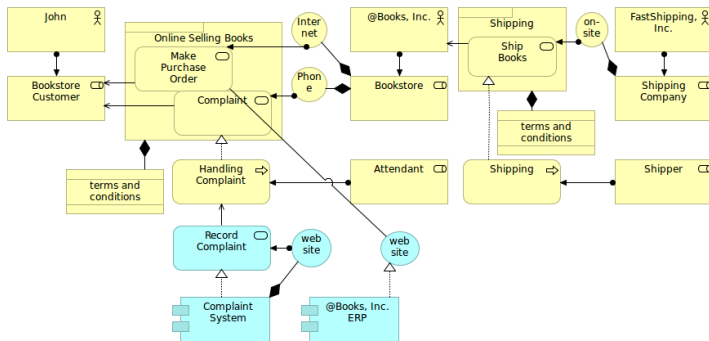 John
Online Selling Books
Inter
net
@Books, Inc.
Shipping
on-
site
FastShipping,
Inc.
Make
Purchase
Order
Ship
Books
Bookstore
Customer
Phon
e
Bookstore
Shipping
Company
Complaint
terms and
conditions
Handling
Complaint
Attendant
Shipping
Shipper
terms and
conditions
Record
Complaint
web
site
web
site
Complaint
System
@Books, Inc.
ERP